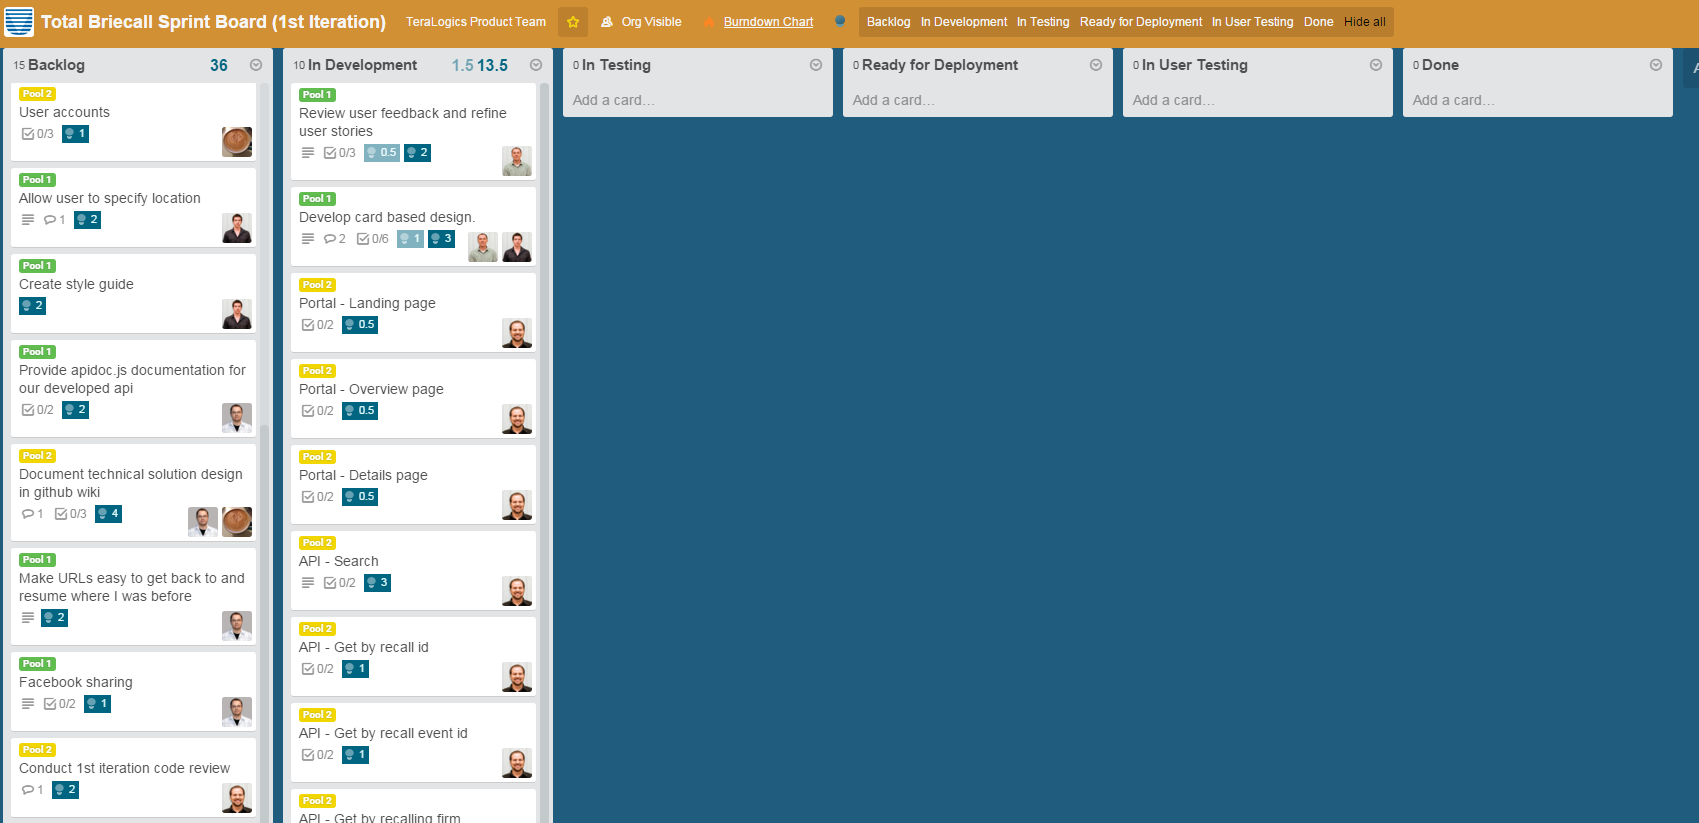 Total Briecall Sprint Board (1st Iteration) TeraLogics Product Team Org Visible Burndown Chart Backlog In Development In Testing Ready for Deployment In User Testing Done Hide all
15 Backlog 36
Pool 2
User accounts
0/3 1
Pool 1
Allow user to specify location
1 2
Pool 1
Create style guide
2
Pool 1
Provide apidoc.js documentation for
our developed api
0/2 2
Pool 2
Document technical solution design
in github wiki
1 0/3 4
Pool 1
Make URLs easy to get back to and
resume where I was before
2
Pool 1
Facebook sharing
0/2 1
Pool 2
Conduct 1st iteration code review
1 2
10 In Development 1.5 13.5
Pool 1
Review user feedback and refine
user stories
0/3 0.5 2
Pool 1
Develop card based design.
2 0/6 1 3
Pool 2
Portal - Landing page
0/2 0.5
Pool 2
Portal - Overview page
0/2 0.5
Pool 2
Portal - Details page
0/2 0.5
Pool 2
API - Search
0/2 3
Pool 2
API - Get by recall id
0/2 1
Pool 2
API - Get by recall event id
0/2 1
Pool 2
API - Get by recalling firm
0 In Testing
Add a card...
0 Ready for Deployment
Add a card...
0 In User Testing
Add a card...
0 Done
Add a card...